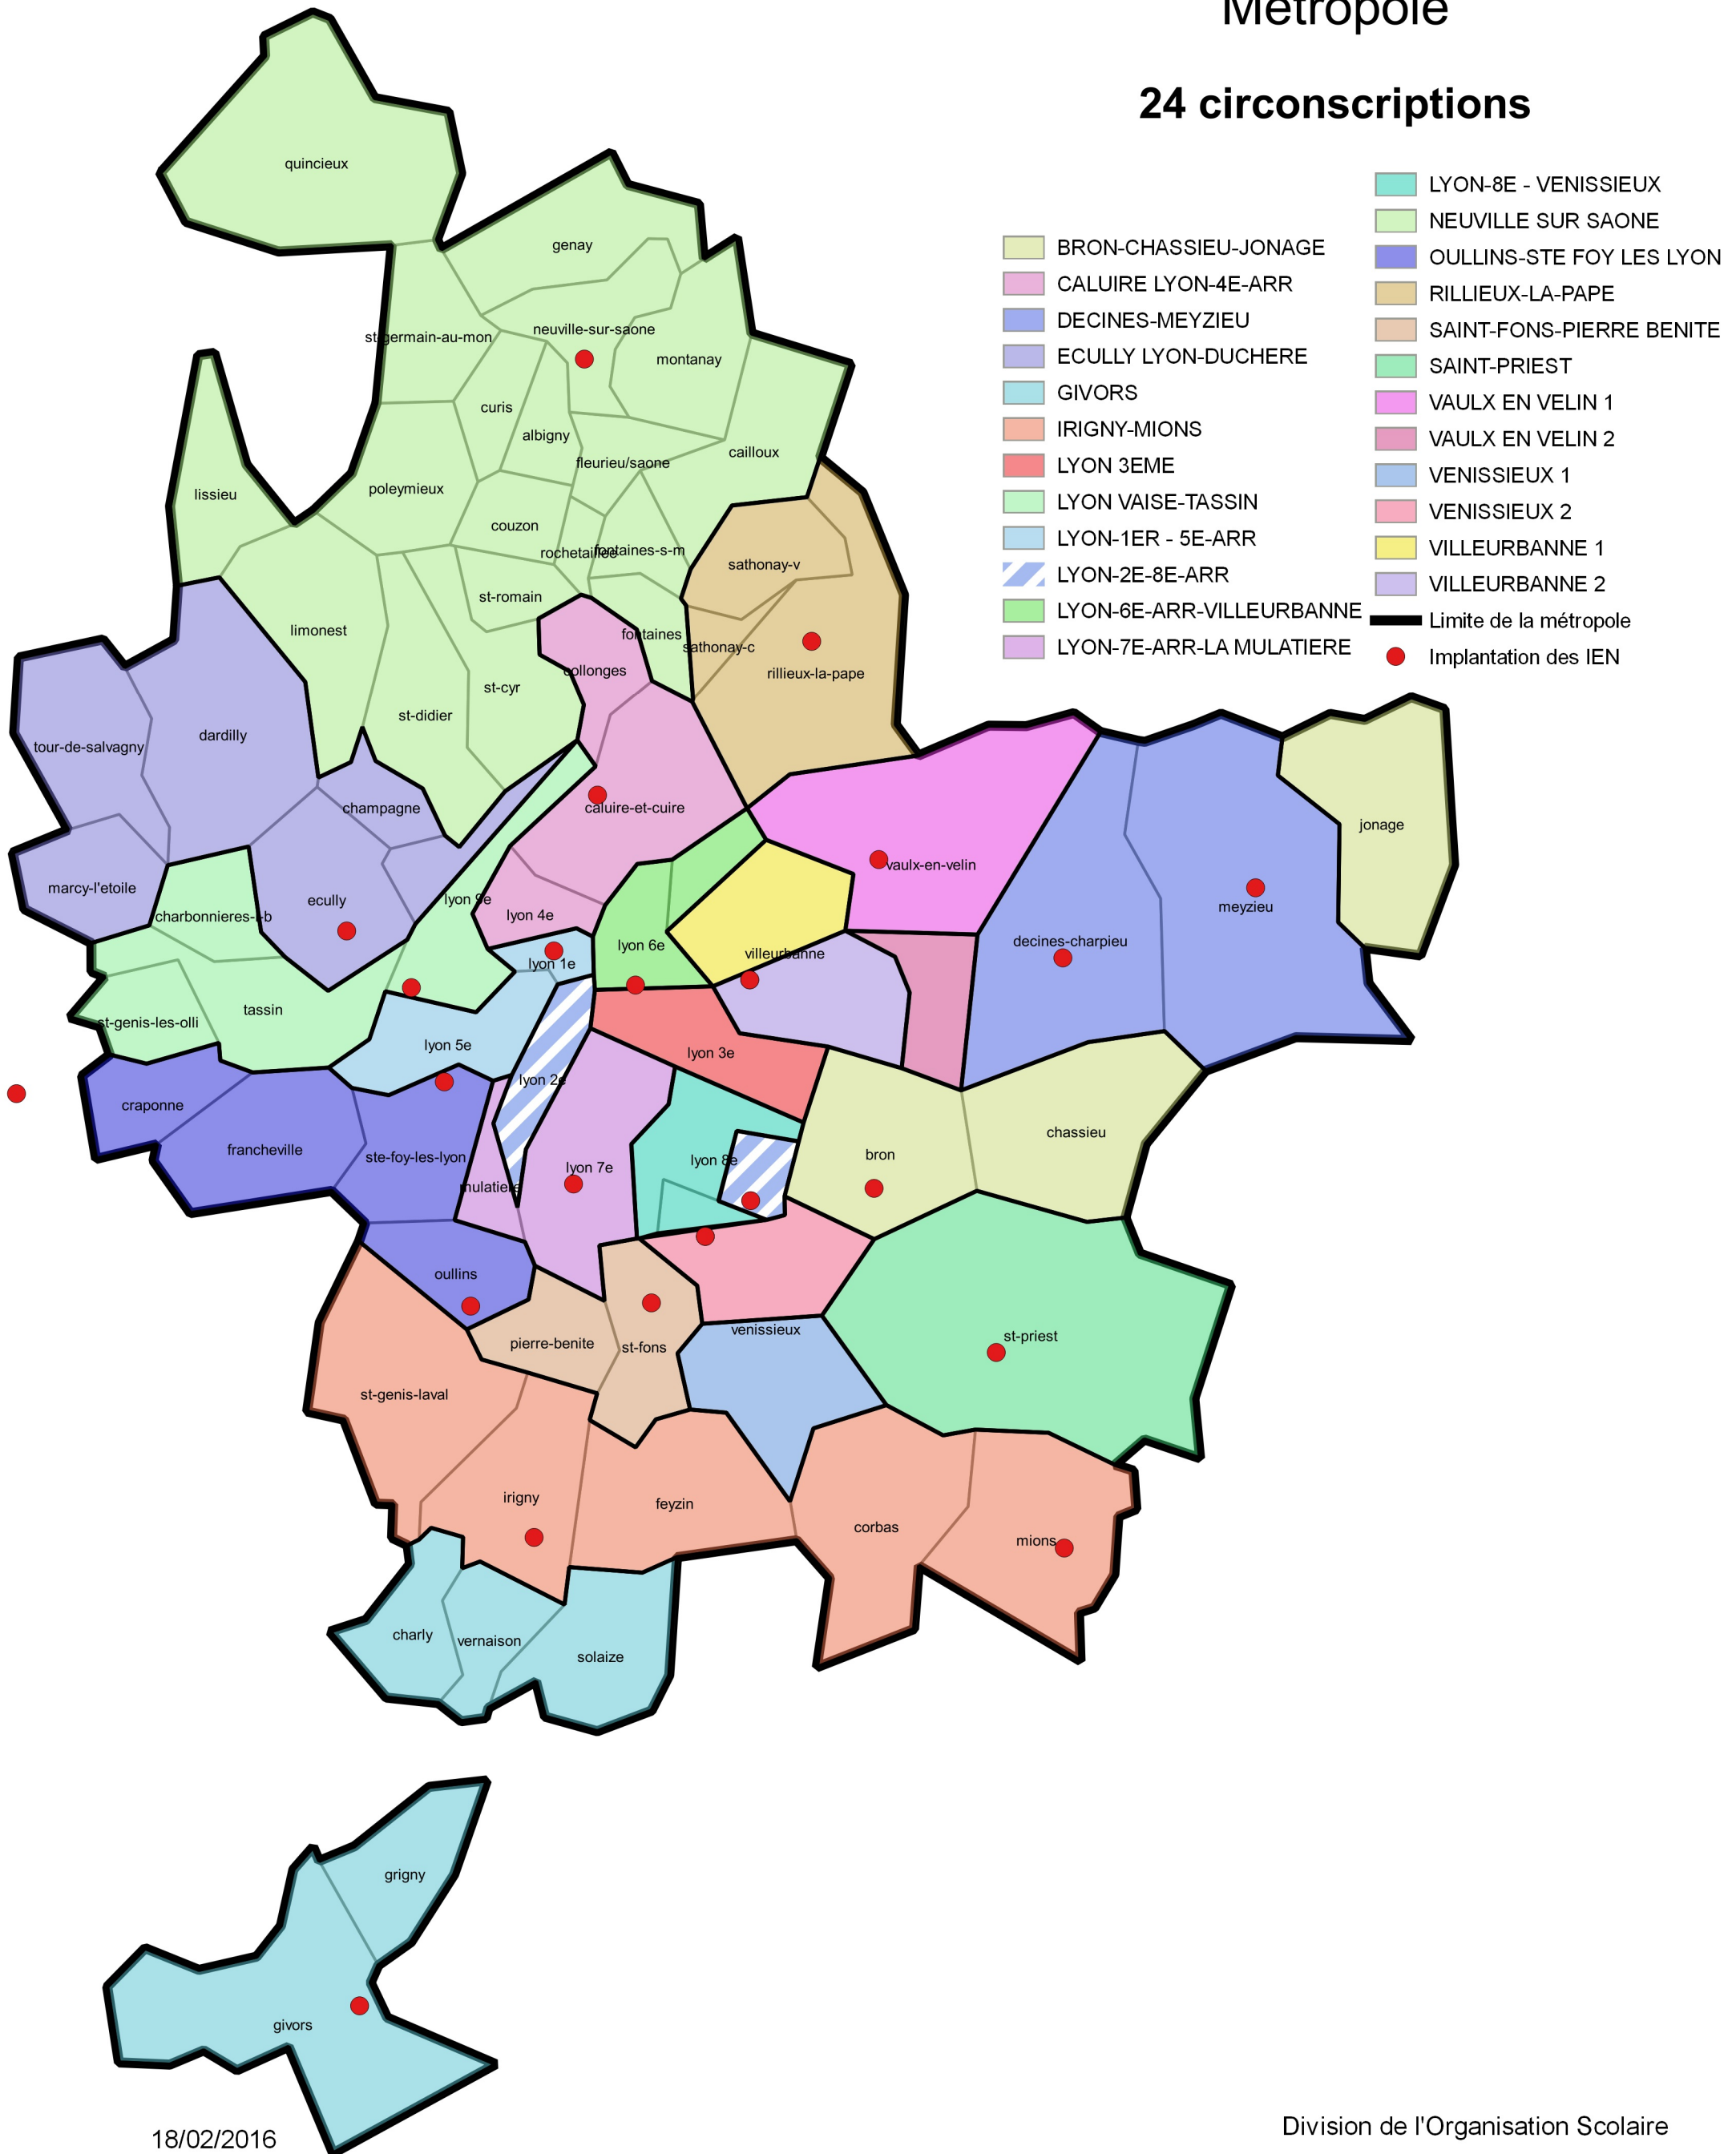 Métropole
24 circonscriptions
BRON-CHASSIEU-JONAGE
CALUIRE LYON-4E-ARR
DECINES-MEYZIEU
ECULLY LYON-DUCHERE
GIVORS
IRIGNY-MIONS
LYON 3EME
LYON VAISE-TASSIN
LYON-1ER - 5E-ARR
LYON-2E-8E-ARR
LYON-6E-ARR-VILLEURBANNE
LYON-7E-ARR-LA MULATIERE
LYON-8E - VENISSIEUX
NEUVILLE SUR SAONE
OULLINS-STE FOY LES LYON
RILLIEUX-LA-PAPE
SAINT-FONS-PIERRE BENITE
SAINT-PRIEST
VAULX EN VELIN 1
VAULX EN VELIN 2
VENISSIEUX 1
VENISSIEUX 2
VILLEURBANNE 1
VILLEURBANNE 2
Limite de la métropole
Implantation des IEN
quincieux
genay
st-germain-au-mon
neuville-sur-saone
montanay
curis
albigny
cailloux
fleurieu/saone
poleymieux
lissieu
couzon
rochetaillee
fontaines-s-m
sathonay-v
st-romain
limonest
fontaines
sathonay-c
collonges
rillieux-la-pape
st-cyr
st-didier
dardilly
tour-de-salvagny
champagne
caluire-et-cuire
jonage
vaulx-en-velin
marcy-l'etoile
ecully
lyon 9e
meyzieu
charbonnieres-l-b
lyon 4e
decines-charpieu
lyon 6e
villeurbanne
lyon 1e
tassin
st-genis-les-olli
lyon 5e
lyon 3e
lyon 2e
craponne
chassieu
francheville
ste-foy-les-lyon
bron
lyon 8e
lyon 7e
mulatiere
oullins
venissieux
st-priest
pierre-benite
st-fons
st-genis-laval
irigny
feyzin
corbas
mions
charly
vernaison
solaize
grigny
givors
18/02/2016
Division de l'Organisation Scolaire